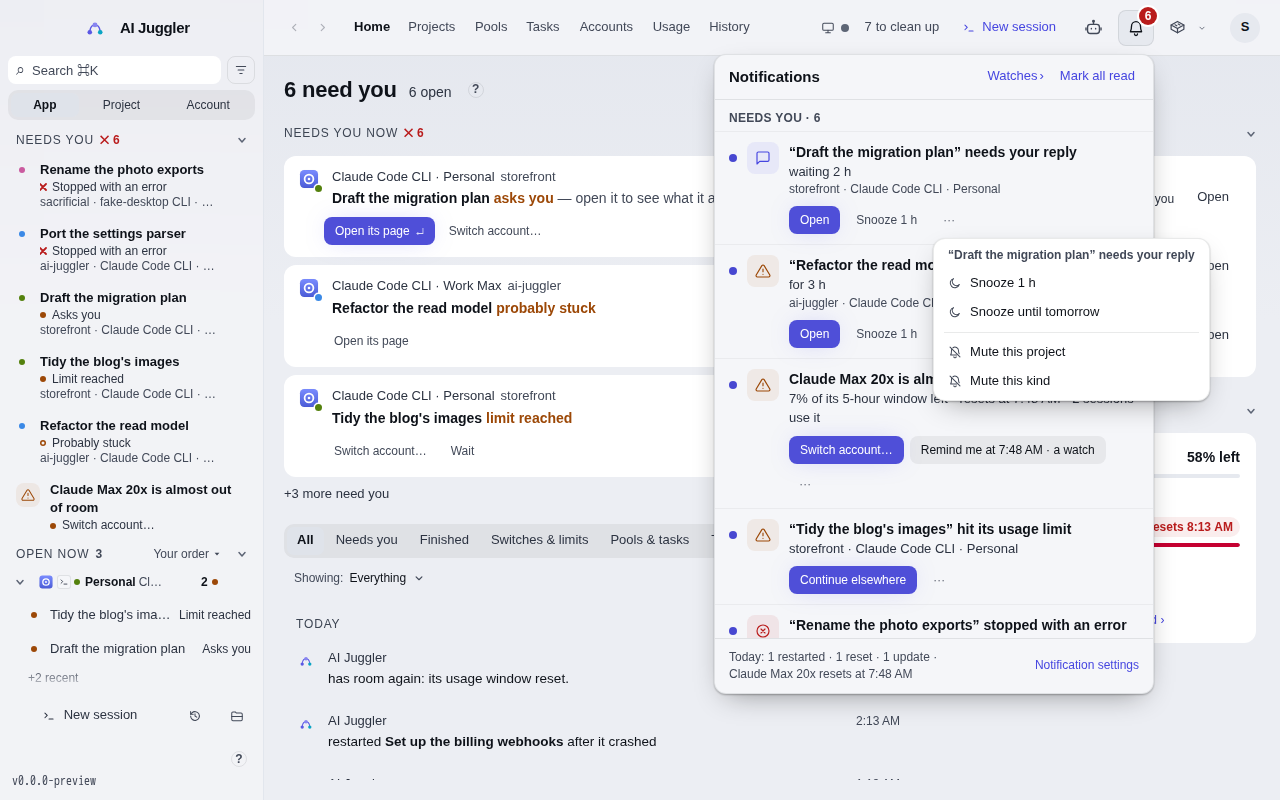 AI Juggler
Search ⌘K
App Project Account
NEEDS YOU 6
Rename the photo exports
Stopped with an error
sacrificial · fake-desktop CLI · …
Port the settings parser
Stopped with an error
ai-juggler · Claude Code CLI · …
Draft the migration plan
Asks you
storefront · Claude Code CLI · …
Tidy the blog's images
Limit reached
storefront · Claude Code CLI · …
Refactor the read model
Probably stuck
ai-juggler · Claude Code CLI · …
Claude Max 20x is almost out
of room
Switch account…
OPEN NOW 3 Your order
Personal Cl… 2
Tidy the blog's ima… Limit reached
Draft the migration plan Asks you
+2 recent
New session
?
v0.0.0-preview
Home Projects Pools Tasks Accounts Usage History
7 to clean up New session 6 S
6 need you 6 open ?
NEEDS YOU NOW 6
Claude Code CLI · Personal storefront
Draft the migration plan asks you — open it to see what it a
Open its page Switch account…
you Open
Claude Code CLI · Work Max ai-juggler
Refactor the read model probably stuck
Open its page
Claude Code CLI · Personal storefront
Tidy the blog's images limit reached
Switch account… Wait
+3 more need you
58% left
resets 8:13 AM
All Needs you Finished Switches & limits Pools & tasks
Showing: Everything
TODAY
AI Juggler
has room again: its usage window reset.
AI Juggler 2:13 AM
restarted Set up the billing webhooks after it crashed
Notifications Watches › Mark all read
NEEDS YOU · 6
“Draft the migration plan” needs your reply
waiting 2 h
storefront · Claude Code CLI · Personal
Open Snooze 1 h …
“Refactor the read mo
for 3 h
ai-juggler · Claude Code CL
Open Snooze 1 h
Claude Max 20x is alm
7% of its 5-hour window left · resets at 7:48 AM · 2 sessions
use it
Switch account… Remind me at 7:48 AM · a watch
…
“Tidy the blog's images” hit its usage limit
storefront · Claude Code CLI · Personal
Continue elsewhere …
“Rename the photo exports” stopped with an error
Today: 1 restarted · 1 reset · 1 update ·
Claude Max 20x resets at 7:48 AM
Notification settings
“Draft the migration plan” needs your reply
Snooze 1 h
Snooze until tomorrow
Mute this project
Mute this kind